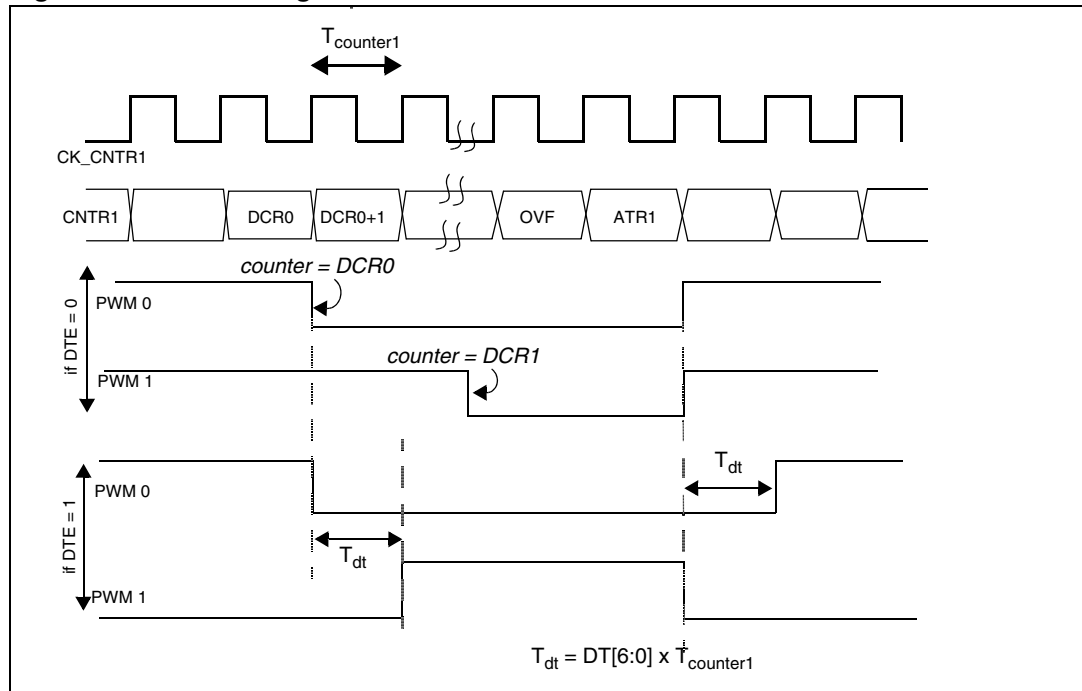 T_counter1
CK_CNTR1
CNTR1 DCR0 DCR0+1 OVF ATR1
counter = DCR0
if DTE = 0
PWM 0
counter = DCR1
PWM 1
if DTE = 1
PWM 0
T_dt
T_dt
PWM 1
T_dt = DT[6:0] x T_counter1